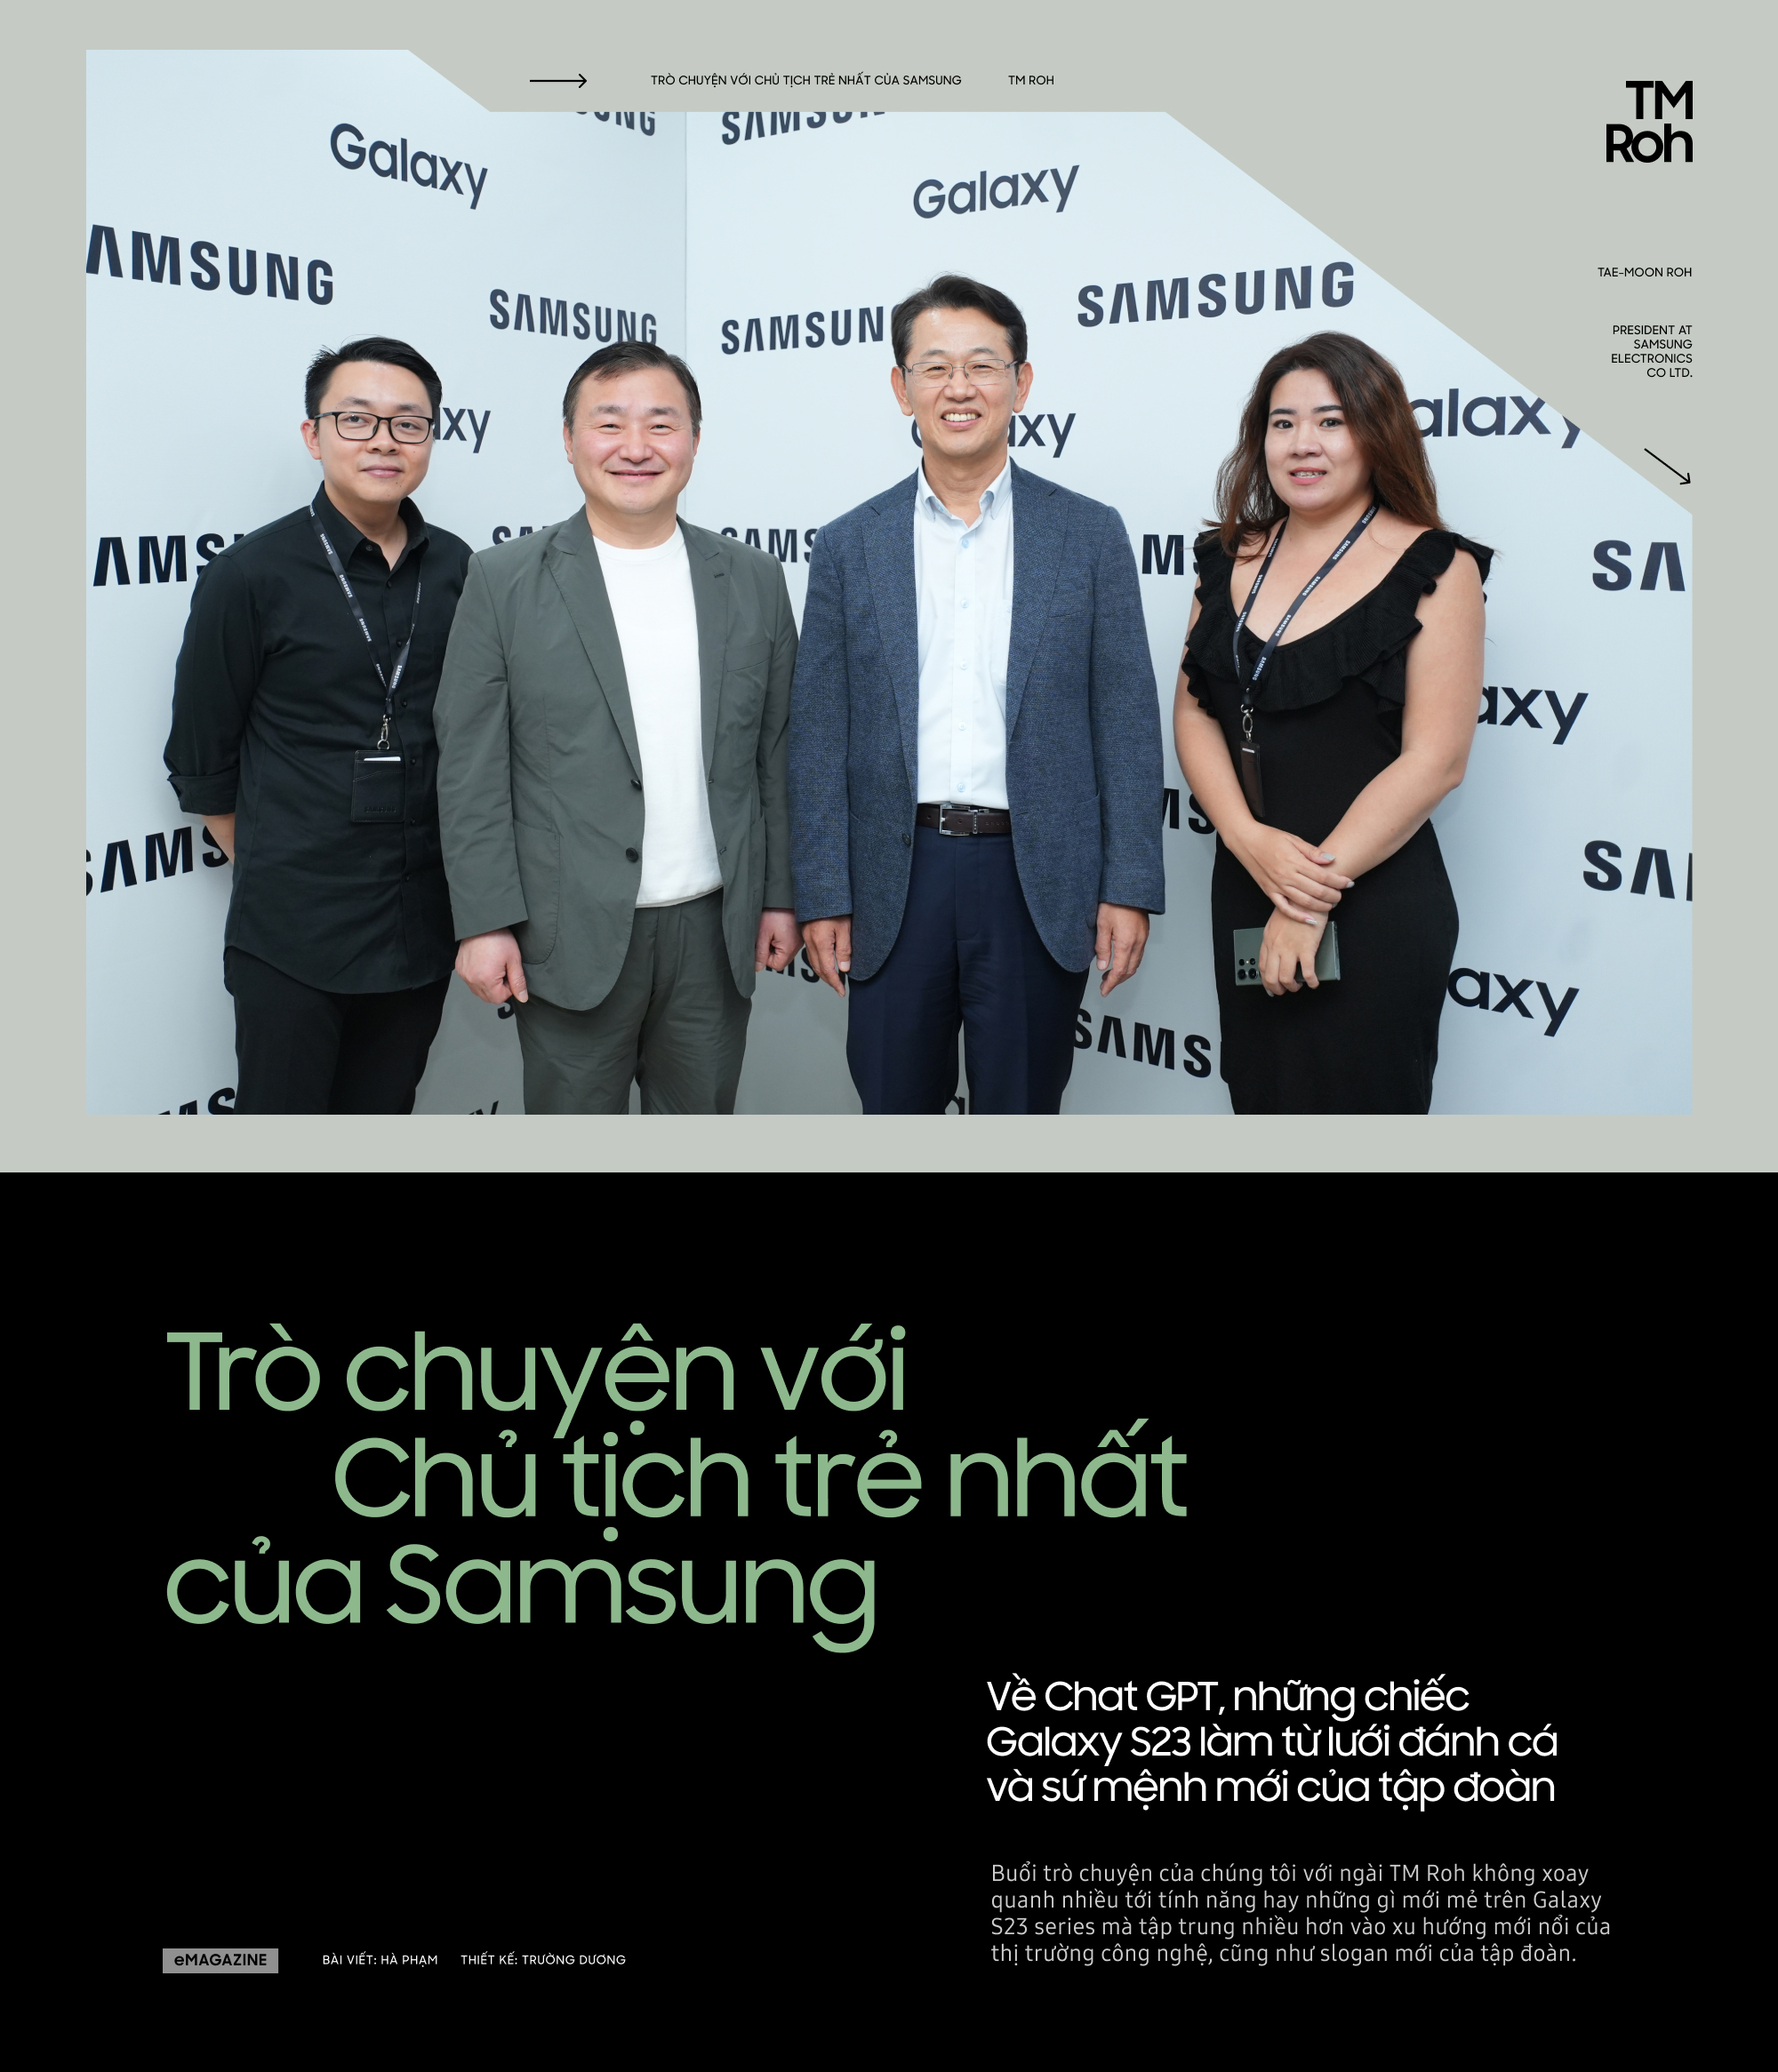 TRÒ CHUYỆN VỚI CHỦ TỊCH TRẺ NHẤT CỦA SAMSUNG TM ROH
TM
Roh
TAE-MOON ROH
PRESIDENT AT
SAMSUNG
ELECTRONICS
CO LTD.
Galaxy
SAMSUNG
Galaxy
SAMSUNG
SAMSUNG
SAMSUNG
Trò chuyện với
Chủ tịch trẻ nhất
của Samsung
Về Chat GPT, những chiếc
Galaxy S23 làm từ lưới đánh cá
và sứ mệnh mới của tập đoàn
Buổi trò chuyện của chúng tôi với ngài TM Roh không xoay
quanh nhiều tới tính năng hay những gì mới mẻ trên Galaxy
S23 series mà tập trung nhiều hơn vào xu hướng mới nổi của
thị trường công nghệ, cũng như slogan mới của tập đoàn.
eMAGAZINE BÀI VIẾT: HÀ PHẠM THIẾT KẾ: TRƯỜNG DƯƠNG